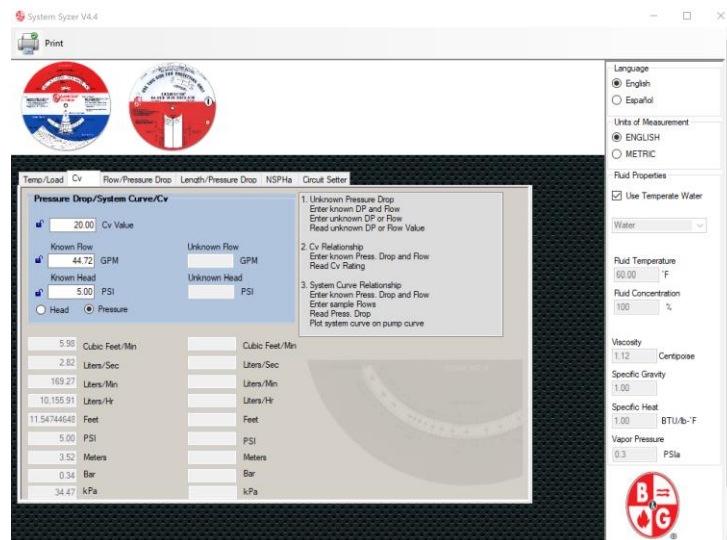 System Syzer V4.4
Print
Temp/Load
Cv
Flow/Pressure Drop
Length/Pressure Drop
NSPHa
Circuit Setter
Pressure Drop/System Curve/Cv
20.00 Cv Value
Known Flow
Unknown Flow
44.72 GPM
GPM
Known Head
Unknown Head
5.00 PSI
PSI
Head
Pressure
1. Unknown Pressure Drop
Enter known DP and Flow
Enter unknown DP or Flow
Read unknown DP or Flow Value
2. Cv Relationship
Enter known Press. Drop and Flow
Read Cv Rating
3. System Curve Relationship
Enter known Press. Drop and Flow
Enter sample Flows
Read Press. Drop
Plot system curve on pump curve
5.98 Cubic Feet/Min
Cubic Feet/Min
2.82 Liters/Sec
Liters/Sec
169.27 Liters/Min
Liters/Min
10,155.91 Liters/Hr
Liters/Hr
11.54744648 Feet
Feet
5.00 PSI
PSI
3.52 Meters
Meters
0.34 Bar
Bar
34.47 kPa
kPa
Language
English
Español
Units of Measurement
ENGLISH
METRIC
Fluid Properties
Use Temperate Water
Water
Fluid Temperature
60.00 °F
Fluid Concentration
100 %
Viscosity
1.12 Centipoise
Specific Gravity
1.00
Specific Heat
1.00 BTU/lb-°F
Vapor Pressure
0.3 PSIa
B
G
®